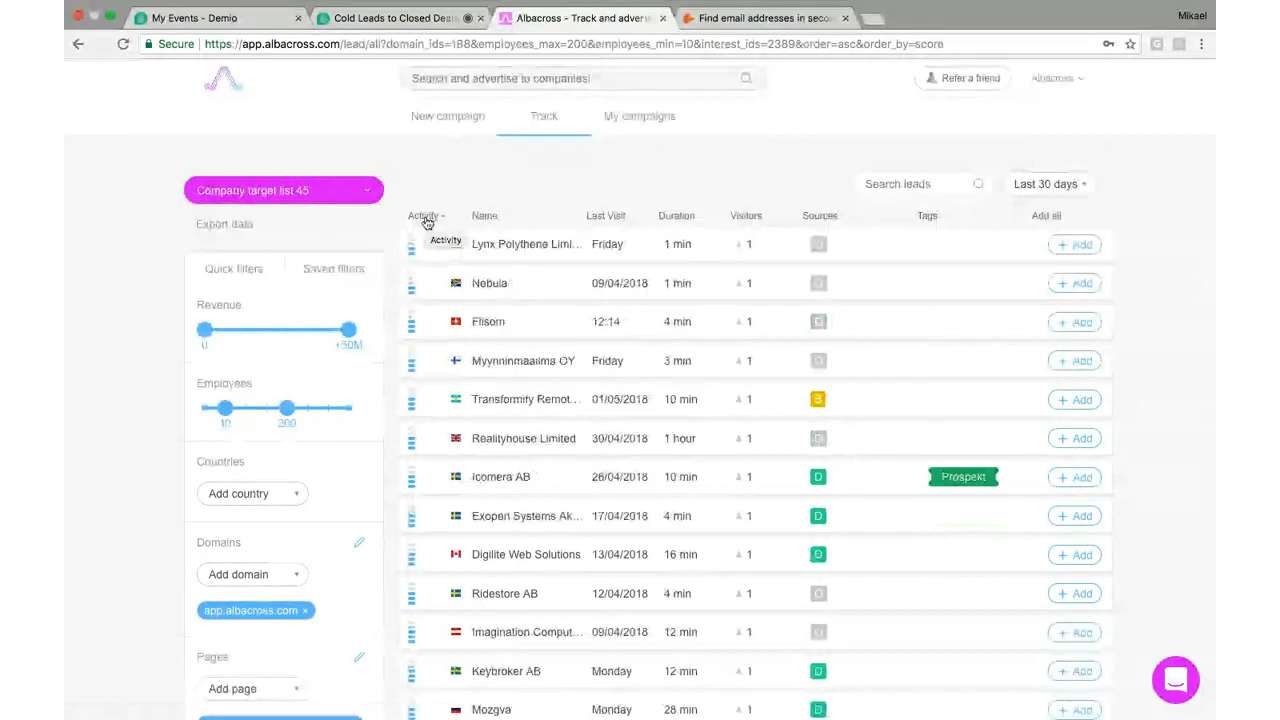 My Events - Demio
Cold Leads to Closed Dea
Albacross - Track and adver
Find email addresses in seco
Mikael
Secure
https://app.albacross.com/lead/all?domain_ids=188&employees_max=200&employees_min=10&interest_ids=2389&order=asc&order_by=score
Search and advertise to companies!
Refer a friend
Albacross
New campaign
Track
My campaigns
Company target list 45
Search leads
Last 30 days
Export data
Activity
Name
Last Visit
Duration
Visitors
Sources
Tags
Add all
Activity
Lynx Polythene Limi... Friday 1 min 1 O + Add
Quick filters
Saved filters
Nebula 09/04/2018 1 min 1 O + Add
Revenue
0
+50M
Flisom 12:14 4 min 1 + Add
Myynninmaailma OY Friday 3 min 1 O + Add
Employees
10
200
Transformify Remot... 01/05/2018 10 min 1 + Add
Realityhouse Limited 30/04/2018 1 hour 1 + Add
Countries
Add country
Icomera AB 26/04/2018 10 min 1 D Prospekt + Add
Exopen Systems Ak... 17/04/2018 4 min 1 D + Add
Domains
Add domain
app.albacross.com ×
Digilite Web Solutions 13/04/2018 16 min 1 D + Add
Ridestore AB 12/04/2018 4 min 1 O + Add
Imagination Comput... 09/04/2018 12 min 1 O + Add
Pages
Add page
Keybroker AB Monday 12 min 1 D + Add
Mozgva Monday 28 min 1 D + Add